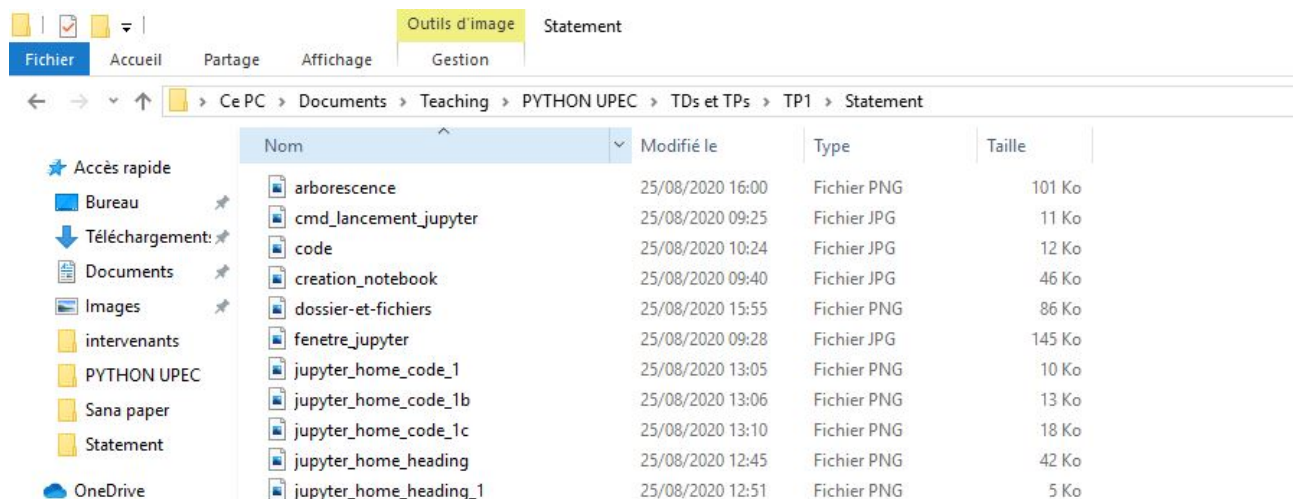 Outils d'image Statement
Fichier Accueil Partage Affichage Gestion
Ce PC > Documents > Teaching > PYTHON UPEC > TDs et TPs > TP1 > Statement
Nom Modifié le Type Taille
Accès rapide
Bureau
Téléchargement
Documents
Images
intervenants
PYTHON UPEC
Sana paper
Statement
OneDrive
arborescence 25/08/2020 16:00 Fichier PNG 101 Ko
cmd_lancement_jupyter 25/08/2020 09:25 Fichier JPG 11 Ko
code 25/08/2020 10:24 Fichier JPG 12 Ko
creation_notebook 25/08/2020 09:40 Fichier JPG 46 Ko
dossier-et-fichiers 25/08/2020 15:55 Fichier PNG 86 Ko
fenetre_jupyter 25/08/2020 09:28 Fichier JPG 145 Ko
jupyter_home_code_1 25/08/2020 13:05 Fichier PNG 10 Ko
jupyter_home_code_1b 25/08/2020 13:06 Fichier PNG 13 Ko
jupyter_home_code_1c 25/08/2020 13:10 Fichier PNG 18 Ko
jupyter_home_heading 25/08/2020 12:45 Fichier PNG 42 Ko
jupyter_home_heading_1 25/08/2020 12:51 Fichier PNG 5 Ko